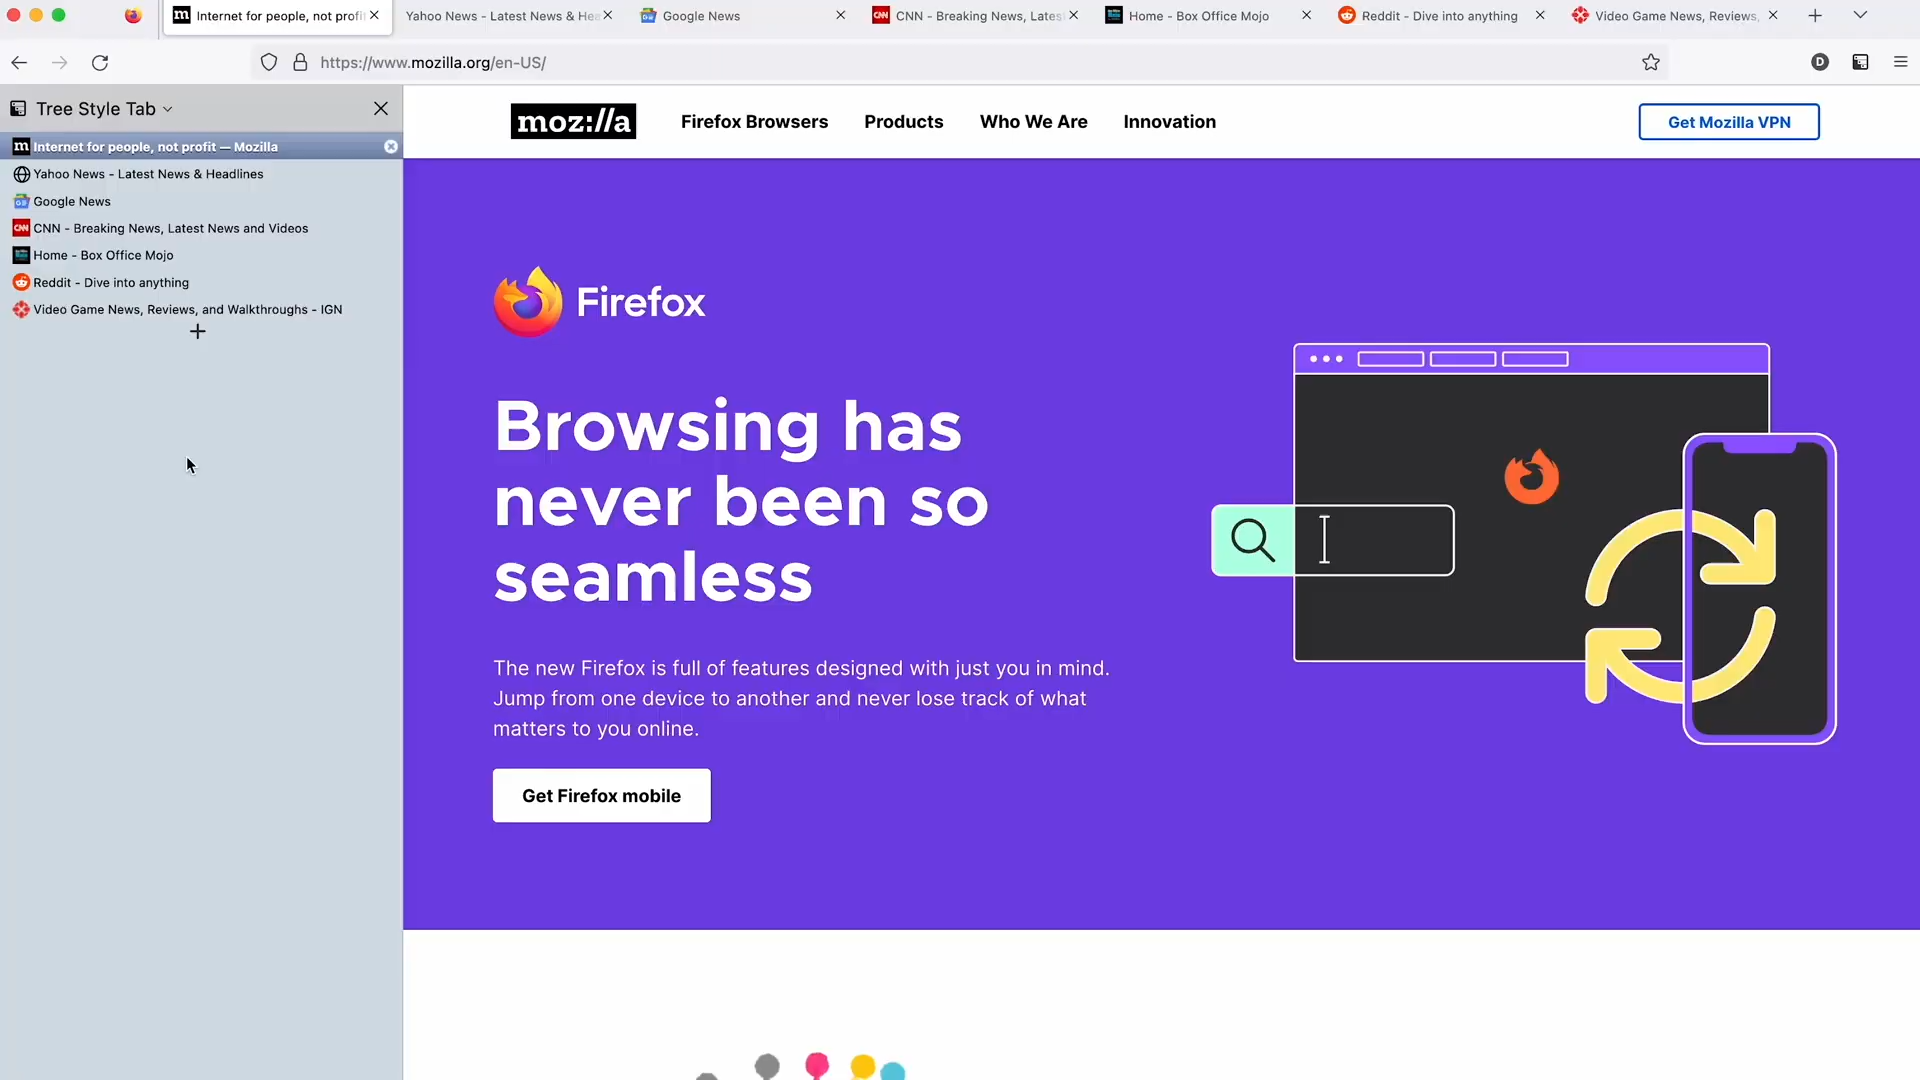 Internet for people, not profi
Yahoo News - Latest News & He
Google News
CNN - Breaking News, Lates
Home - Box Office Mojo
Reddit - Dive into anything
Video Game News, Reviews,
https://www.mozilla.org/en-US/
D
Tree Style Tab
Internet for people, not profit — Mozilla
Yahoo News - Latest News & Headlines
Google News
CNN - Breaking News, Latest News and Videos
Home - Box Office Mojo
Reddit - Dive into anything
Video Game News, Reviews, and Walkthroughs - IGN
moz://a
Firefox Browsers
Products
Who We Are
Innovation
Get Mozilla VPN
Firefox
Browsing has
never been so
seamless
The new Firefox is full of features designed with just you in mind.
Jump from one device to another and never lose track of what
matters to you online.
Get Firefox mobile